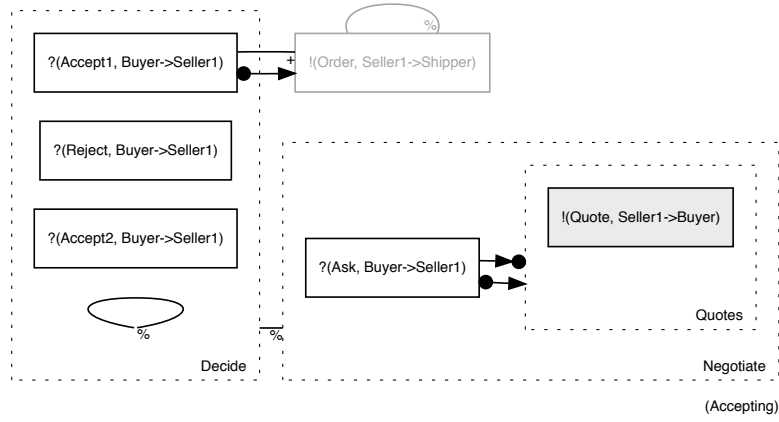 %
?(Accept1, Buyer->Seller1)
+
!(Order, Seller1->Shipper)
?(Reject, Buyer->Seller1)
?(Accept2, Buyer->Seller1)
!(Quote, Seller1->Buyer)
?(Ask, Buyer->Seller1)
Quotes
%
%
Decide
Negotiate
(Accepting)